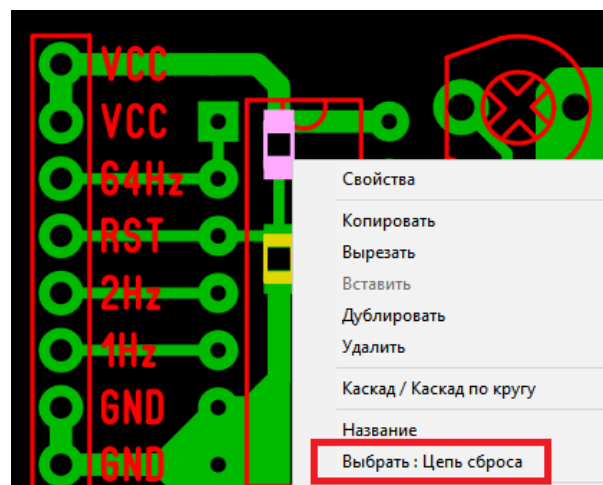 VCC
VCC
64Hz
RST
2Hz
1Hz
GND
GND
Свойства
Копировать
Вырезать
Вставить
Дублировать
Удалить
Каскад / Каскад по кругу
Название
Выбрать : Цепь сброса